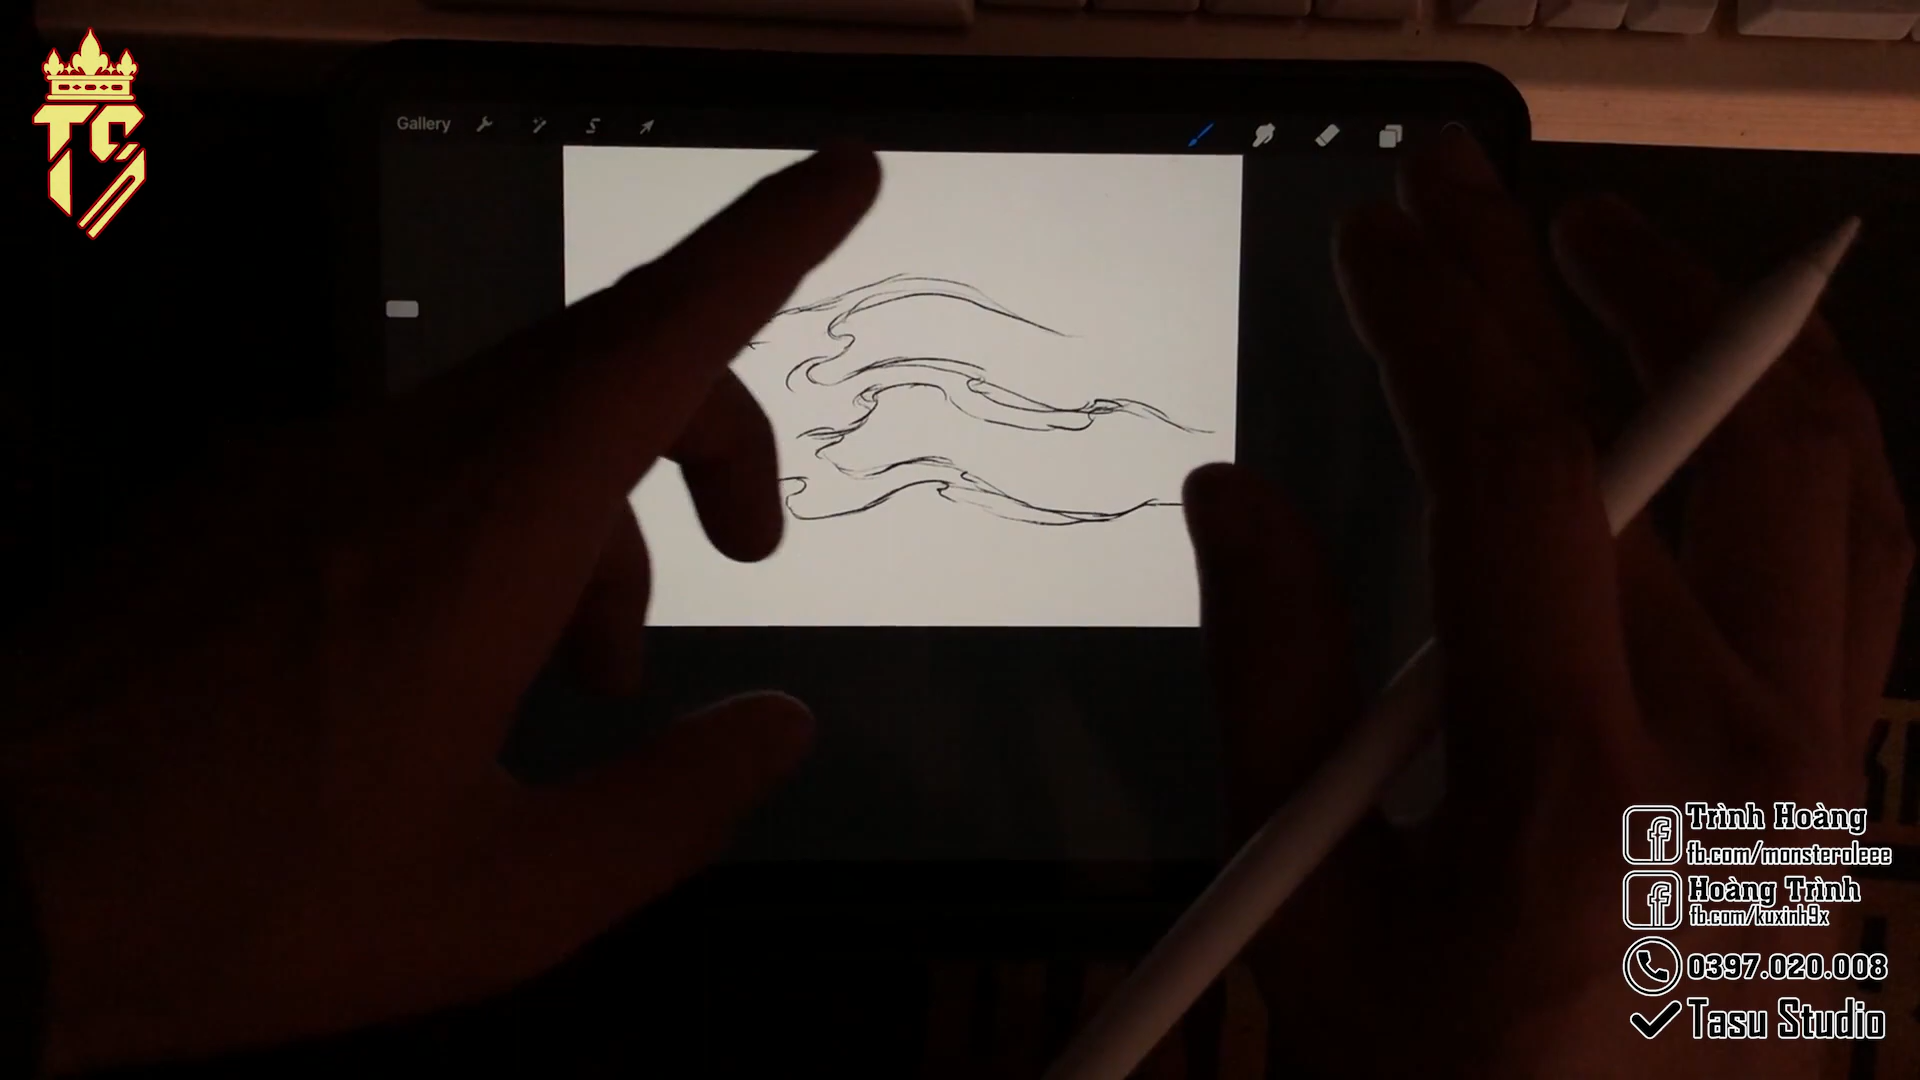 TS
Gallery
Trình Hoàng
fb.com/monsteroleee
Hoàng Trình
fb.com/kuxinh9x
0397.020.008
Tasu Studio